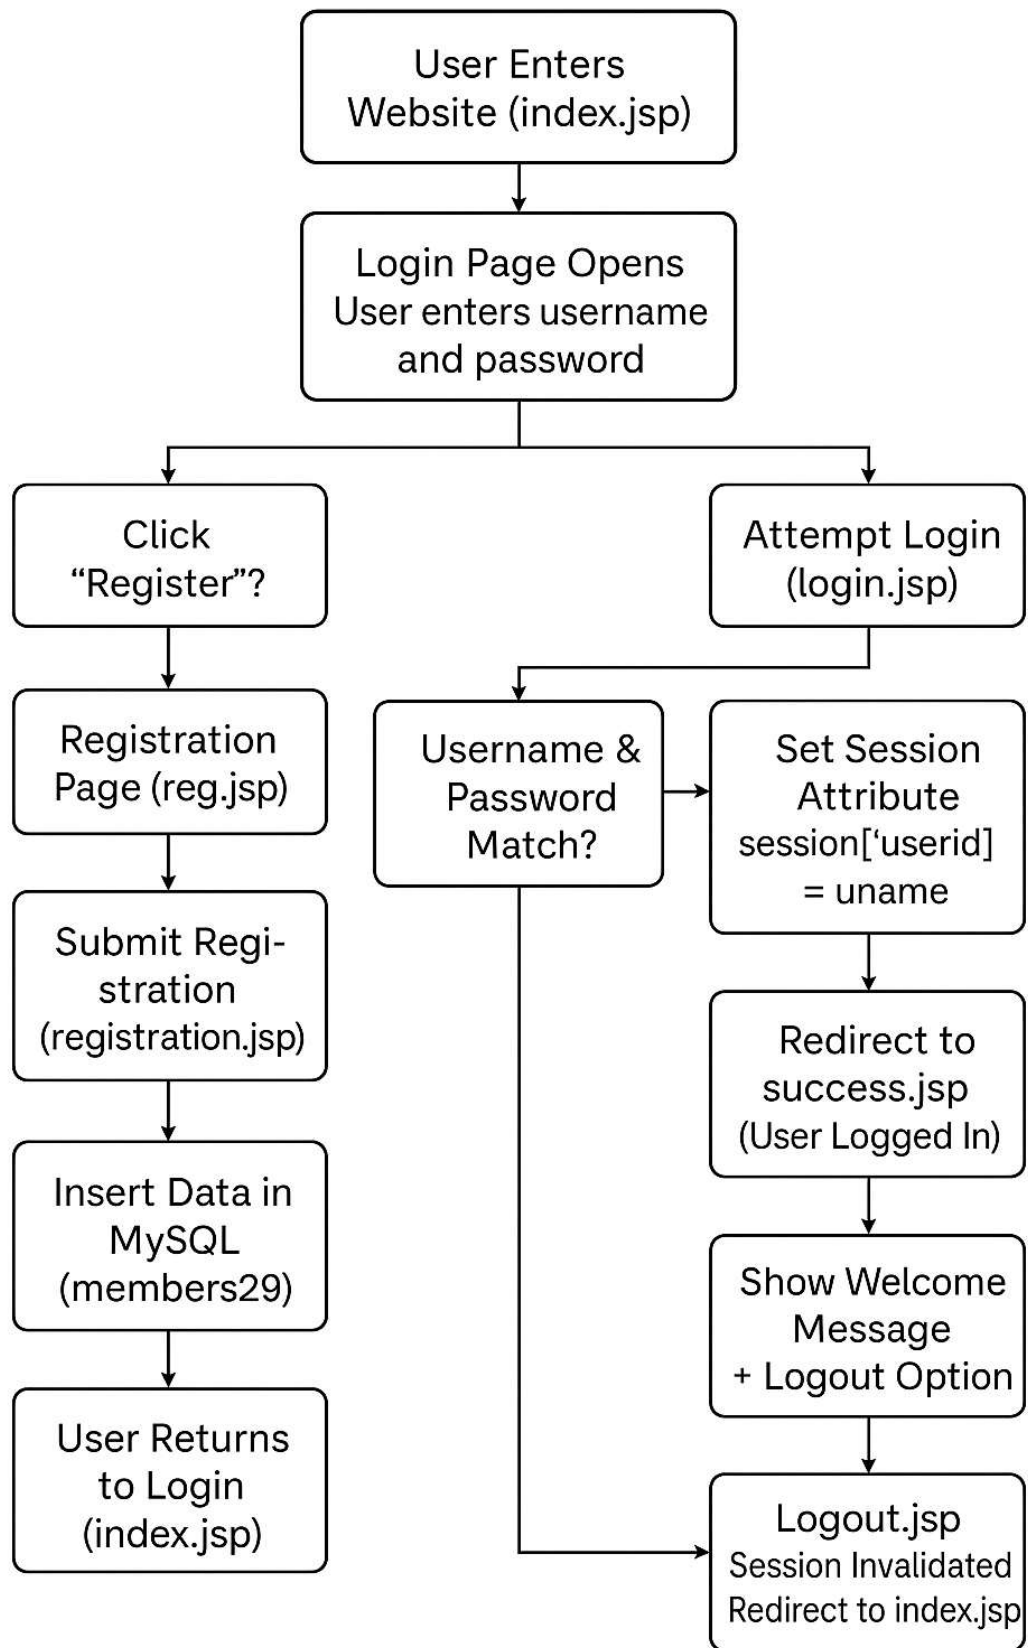 User Enters
Website (index.jsp)
Login Page Opens
User enters username
and password
Click
“Register”?
Registration
Page (reg.jsp)
Submit Regi-
stration
(registration.jsp)
Insert Data in
MySQL
(members29)
User Returns
to Login
(index.jsp)
Attempt Login
(login.jsp)
Username &
Password
Match?
Set Session
Attribute
session[‘userid]
= uname
Redirect to
success.jsp
(User Logged In)
Show Welcome
Message
+ Logout Option
Logout.jsp
Session Invalidated
Redirect to index.jsp